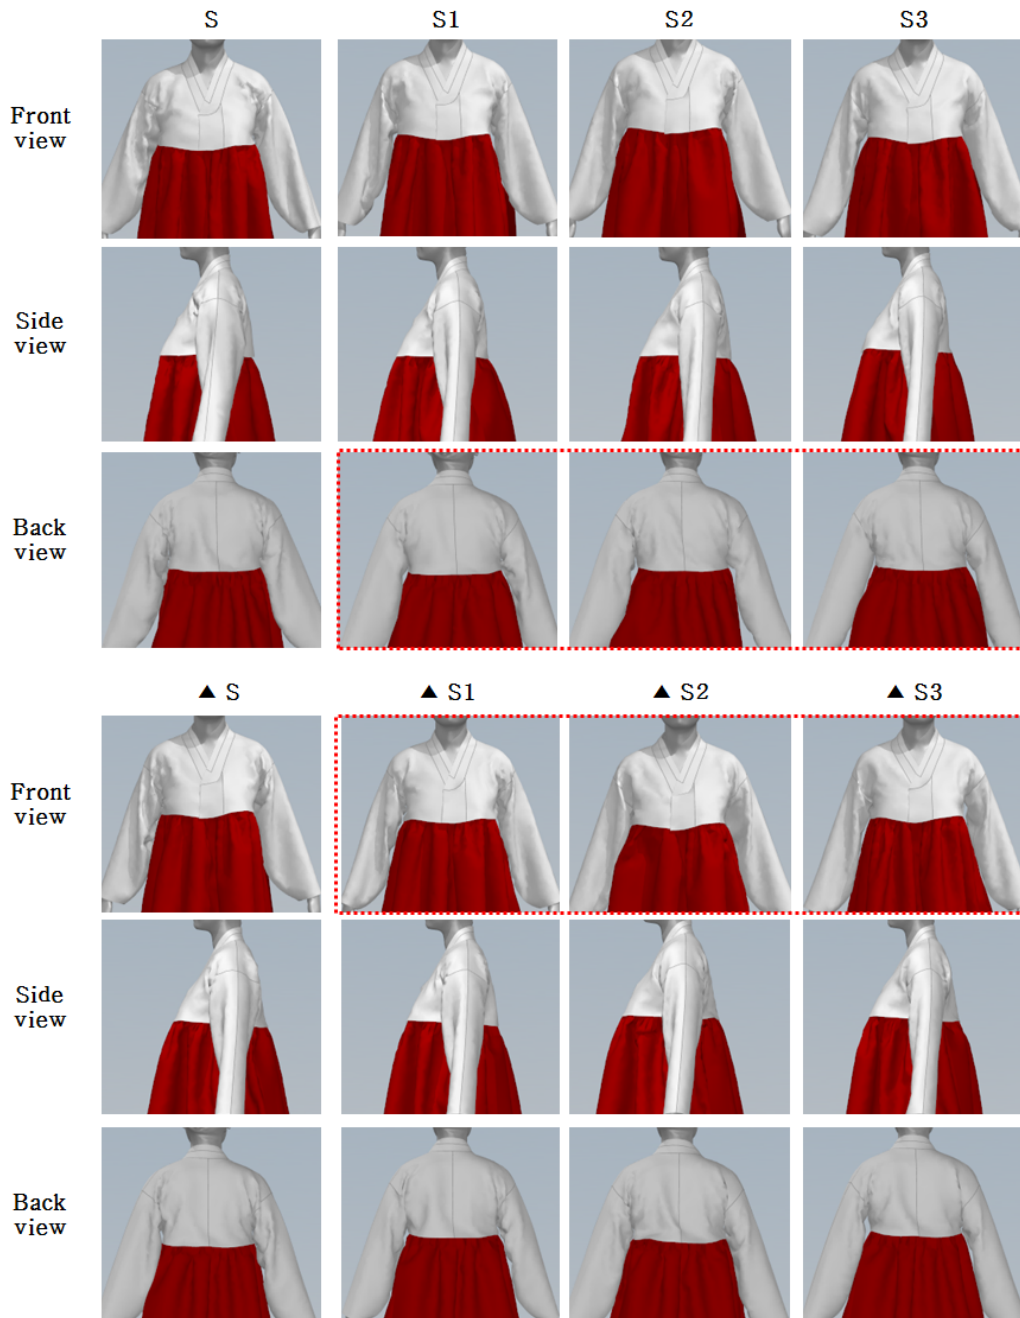 S S1 S2 S3
Front
view
Side
view
Back
view
▲ S ▲ S1 ▲ S2 ▲ S3
Front
view
Side
view
Back
view